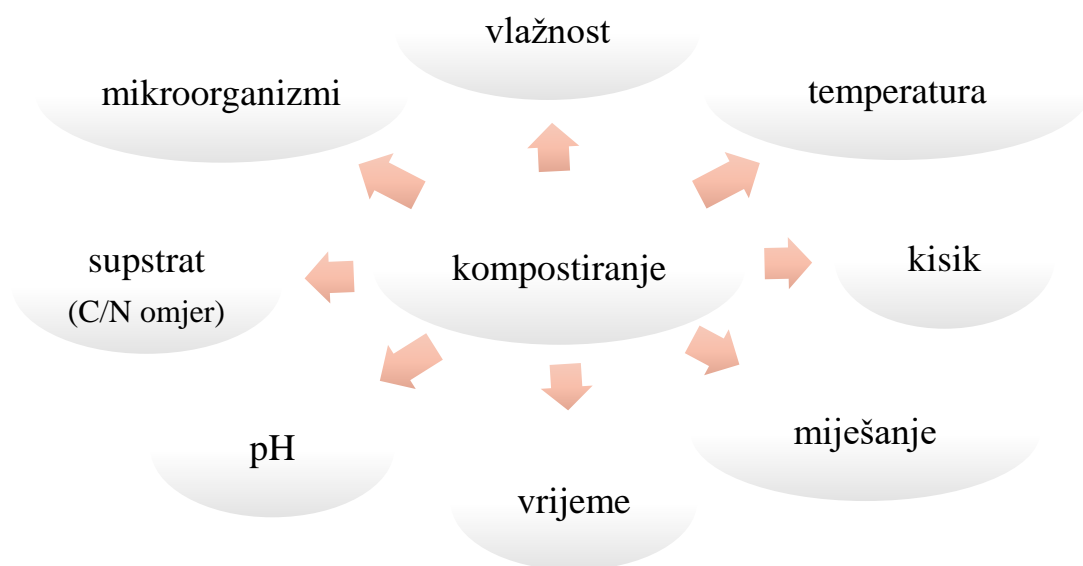 vlažnost
mikroorganizmi
temperatura
supstrat
(C/N omjer)
kompostiranje
kisik
pH
miješanje
vrijeme